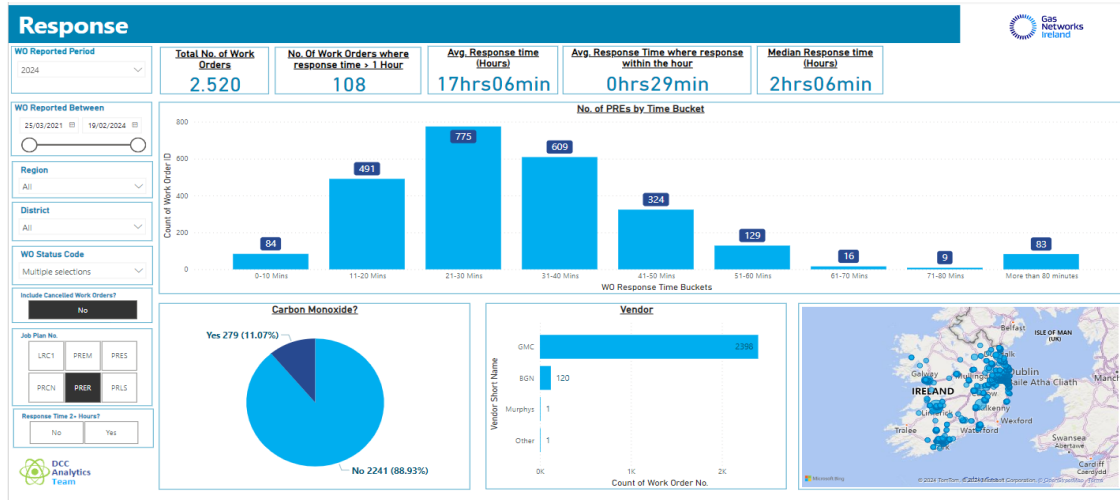 Response
Gas
Networks
Ireland
WO Reported Period
2024
Total No. of Work
Orders
2.520
No. Of Work Orders where
response time > 1 Hour
108
Avg. Response time
(Hours)
17hrs06min
Avg. Response Time where response
within the hour
0hrs29min
Median Response time
(Hours)
2hrs06min
WO Reported Between
25/03/2021
19/02/2024
Region
All
District
All
WO Status Code
Multiple selections
Include Cancelled Work Orders?
No
Job Plan No.
LRC1
PREM
PRES
PRCN
PRER
PRLS
Response Time 2+ Hours?
No
Yes
DCC
Analytics
Team
No. of PREs by Time Bucket
Count of Work Order ID
800
600
400
200
0
84
491
775
609
324
129
16
9
83
0-10 Mins
11-20 Mins
21-30 Mins
31-40 Mins
41-50 Mins
51-60 Mins
61-70 Mins
71-80 Mins
More than 80 minutes
WO Response Time Buckets
Carbon Monoxide?
Yes 279 (11.07%)
No 2241 (88.93%)
Vendor
Vendor Short Name
GMC
2398
BGN
120
Murphys
1
Other
1
0K
1K
2K
Count of Work Order No.
Belfast
ISLE OF MAN
(UK)
Galway
Dublin
Baile Atha Cliath
IRELAND
Limerick
Kilkenny
Wexford
Tralee
Waterford
Swansea
Abertawe
Cardiff
Caerdydd
Microsoft Bing